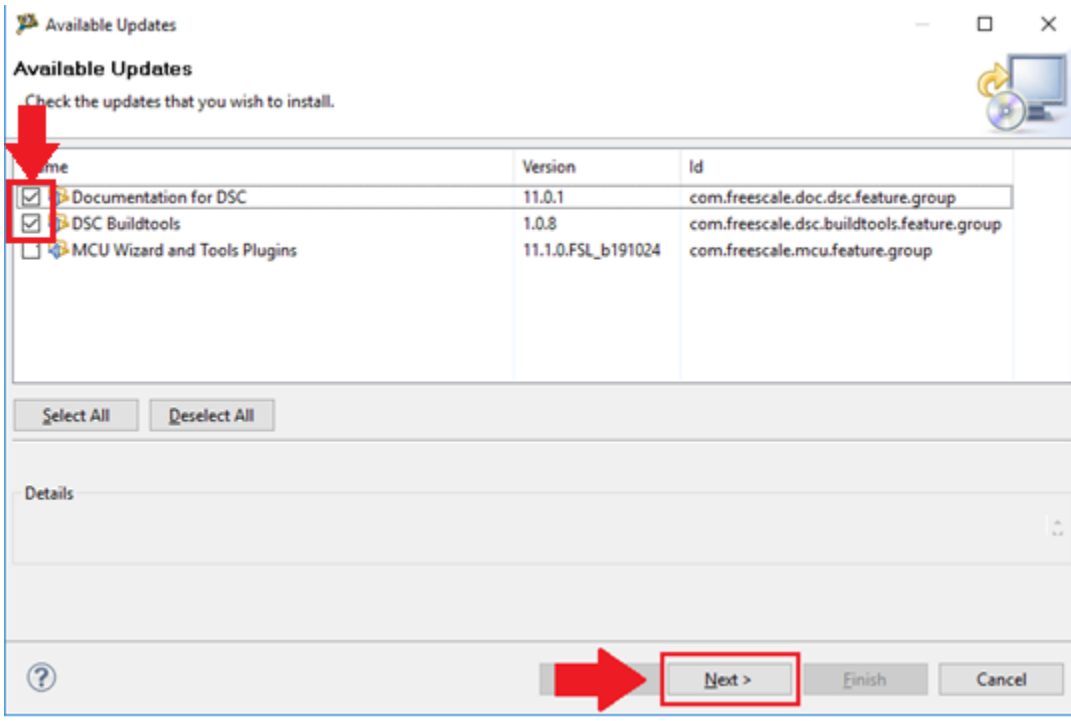 Available Updates
Available Updates
Check the updates that you wish to install.
me Version Id
Documentation for DSC 11.0.1 com.freescale.doc.dsc.feature.group
DSC Buildtools 1.0.8 com.freescale.dsc.buildtools.feature.group
MCU Wizard and Tools Plugins 11.1.0.FSL_b191024 com.freescale.mcu.feature.group
Select All Deselect All
Details
? Next > Finish Cancel